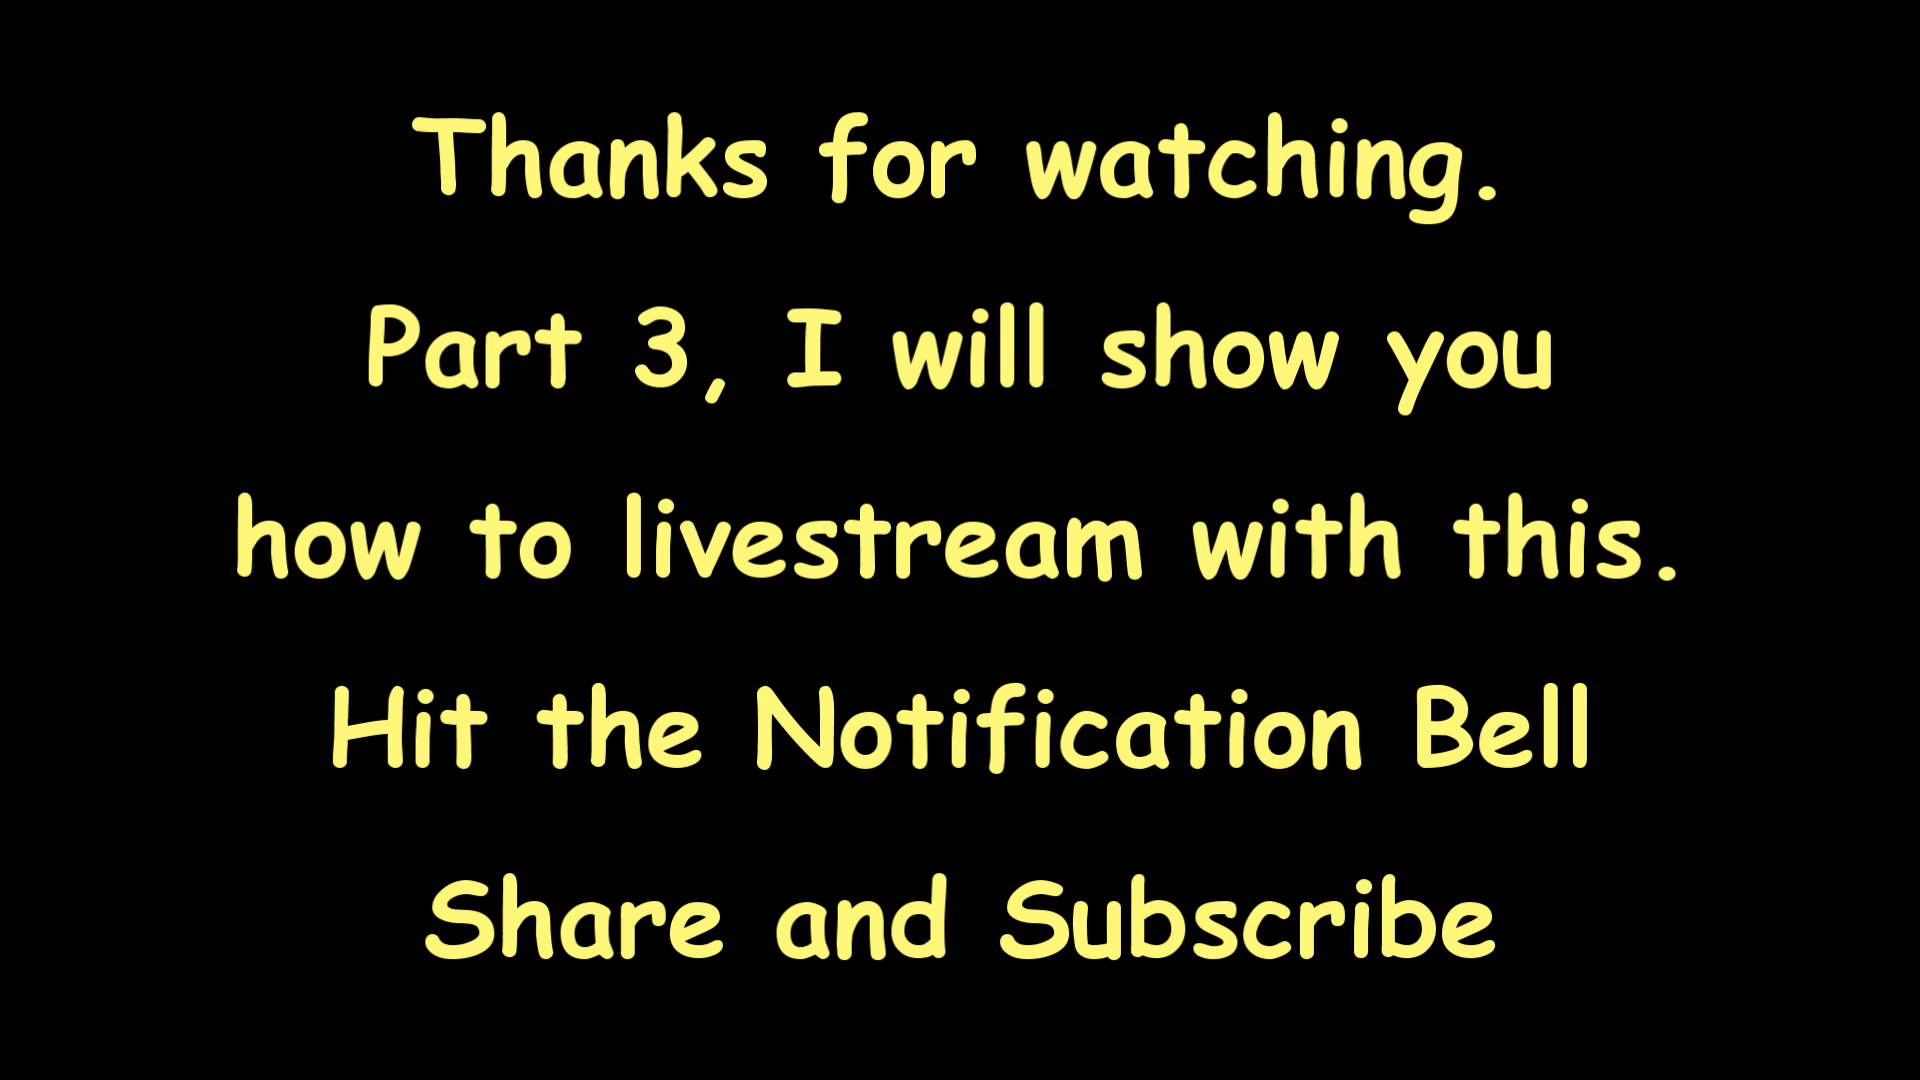 Thanks for watching.
Part 3, I will show you
how to livestream with this.
Hit the Notification Bell
Share and Subscribe